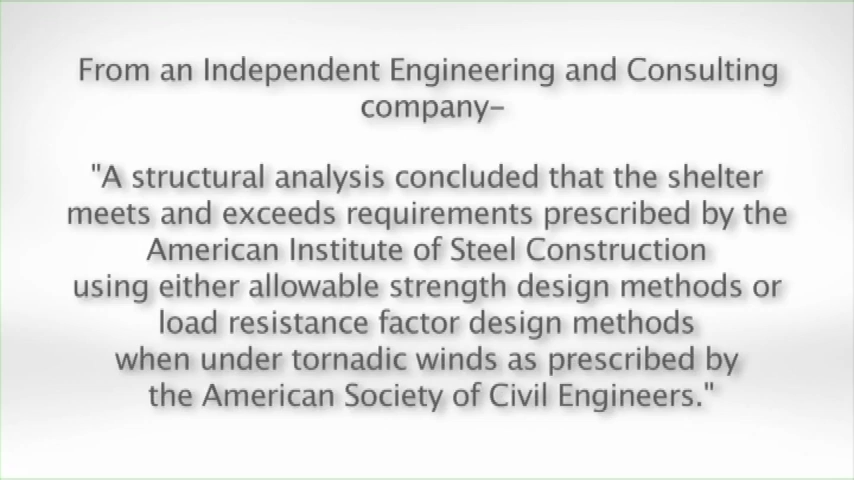 From an Independent Engineering and Consulting
company–
"A structural analysis concluded that the shelter
meets and exceeds requirements prescribed by the
American Institute of Steel Construction
using either allowable strength design methods or
load resistance factor design methods
when under tornadic winds as prescribed by
the American Society of Civil Engineers."